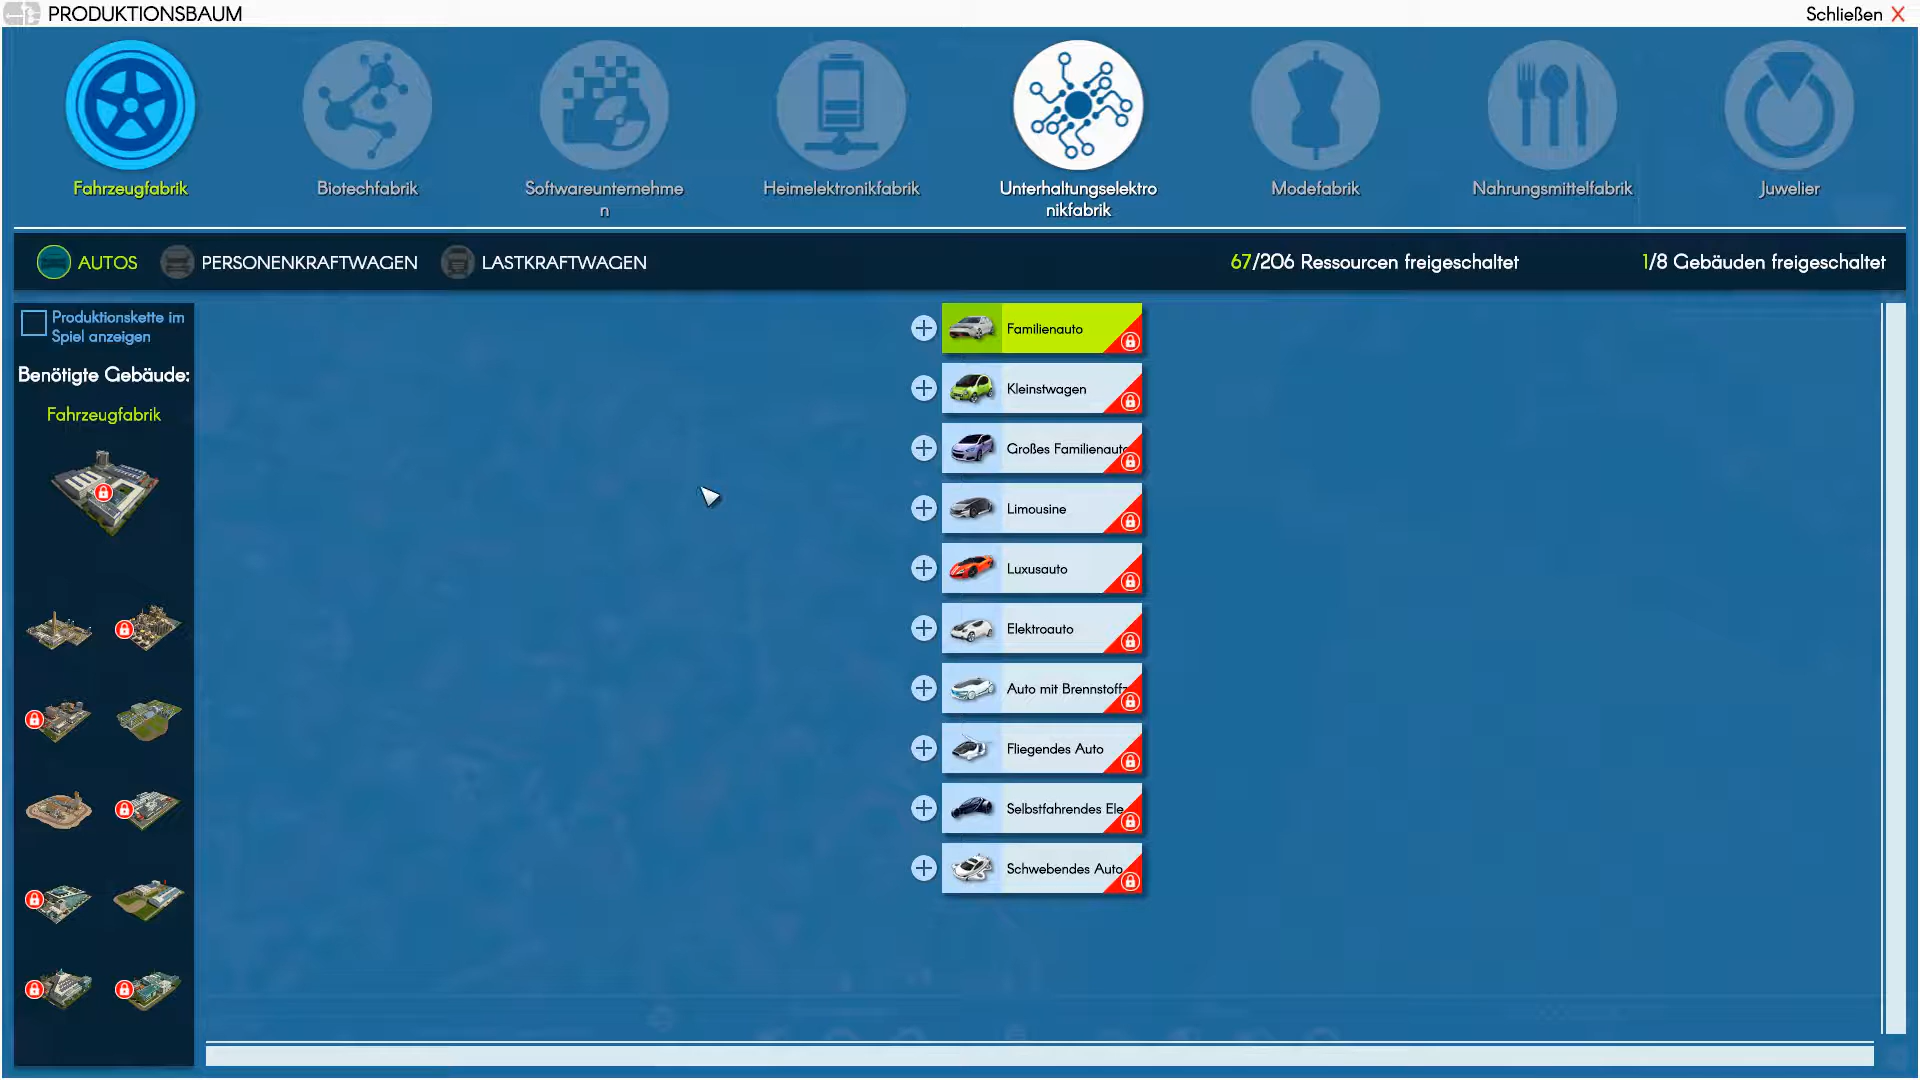 PRODUKTIONSBAUM
Schließen X
Fahrzeugfabrik
Biotechfabrik
Softwareunternehme
n
Heimelektronikfabrik
Unterhaltungselektro
nikfabrik
Modefabrik
Nahrungsmittelfabrik
Juwelier
AUTOS
PERSONENKRAFTWAGEN
LASTKRAFTWAGEN
67/206 Ressourcen freigeschaltet
1/8 Gebäuden freigeschaltet
Produktionskette im
Spiel anzeigen
Benötigte Gebäude:
Fahrzeugfabrik
Familienauto
Kleinstwagen
Großes Familienauto
Limousine
Luxusauto
Elektroauto
Auto mit Brennstoffz
Fliegendes Auto
Selbstfahrendes Ele
Schwebendes Auto